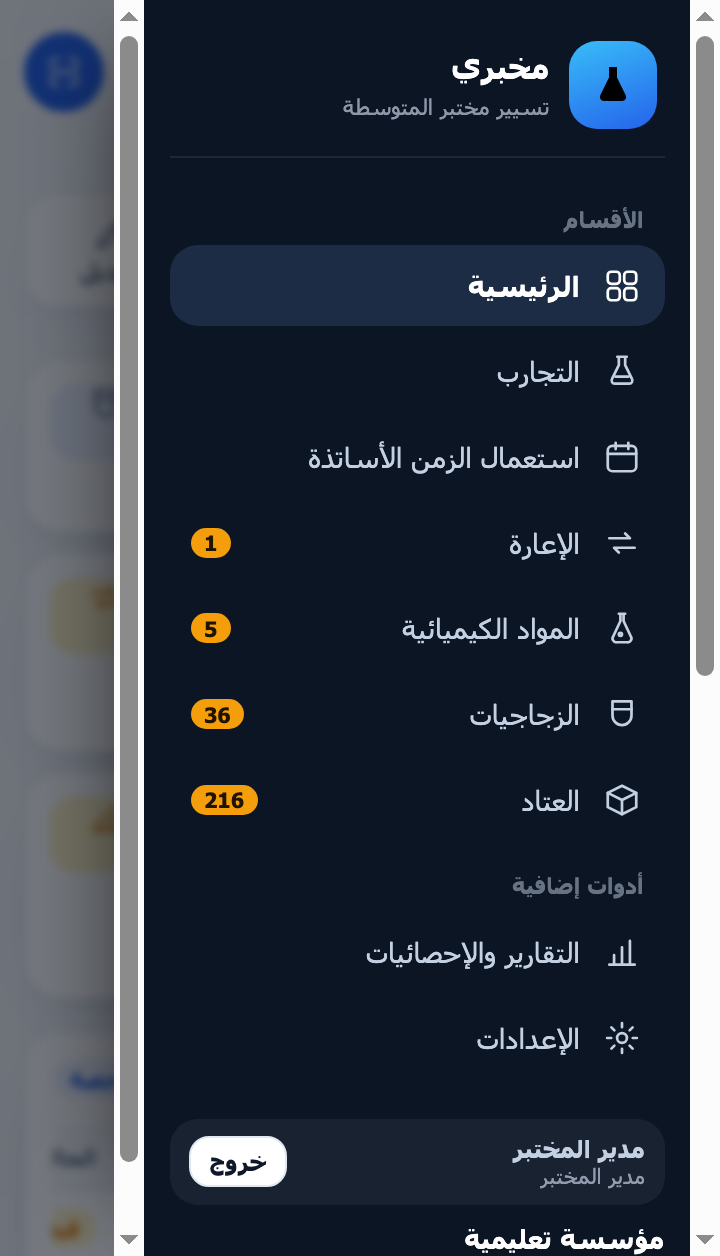 مخبري
تسيير مختبر المتوسطة
الأقسام
الرئيسية
التجارب
استعمال الزمن الأساتذة
الإعارة 1
المواد الكيميائية 5
الزجاجيات 36
العتاد 216
أدوات إضافية
التقارير والإحصائيات
الإعدادات
مدير المختبر
مدير المختبر
خروج
مؤسسة تعليمية